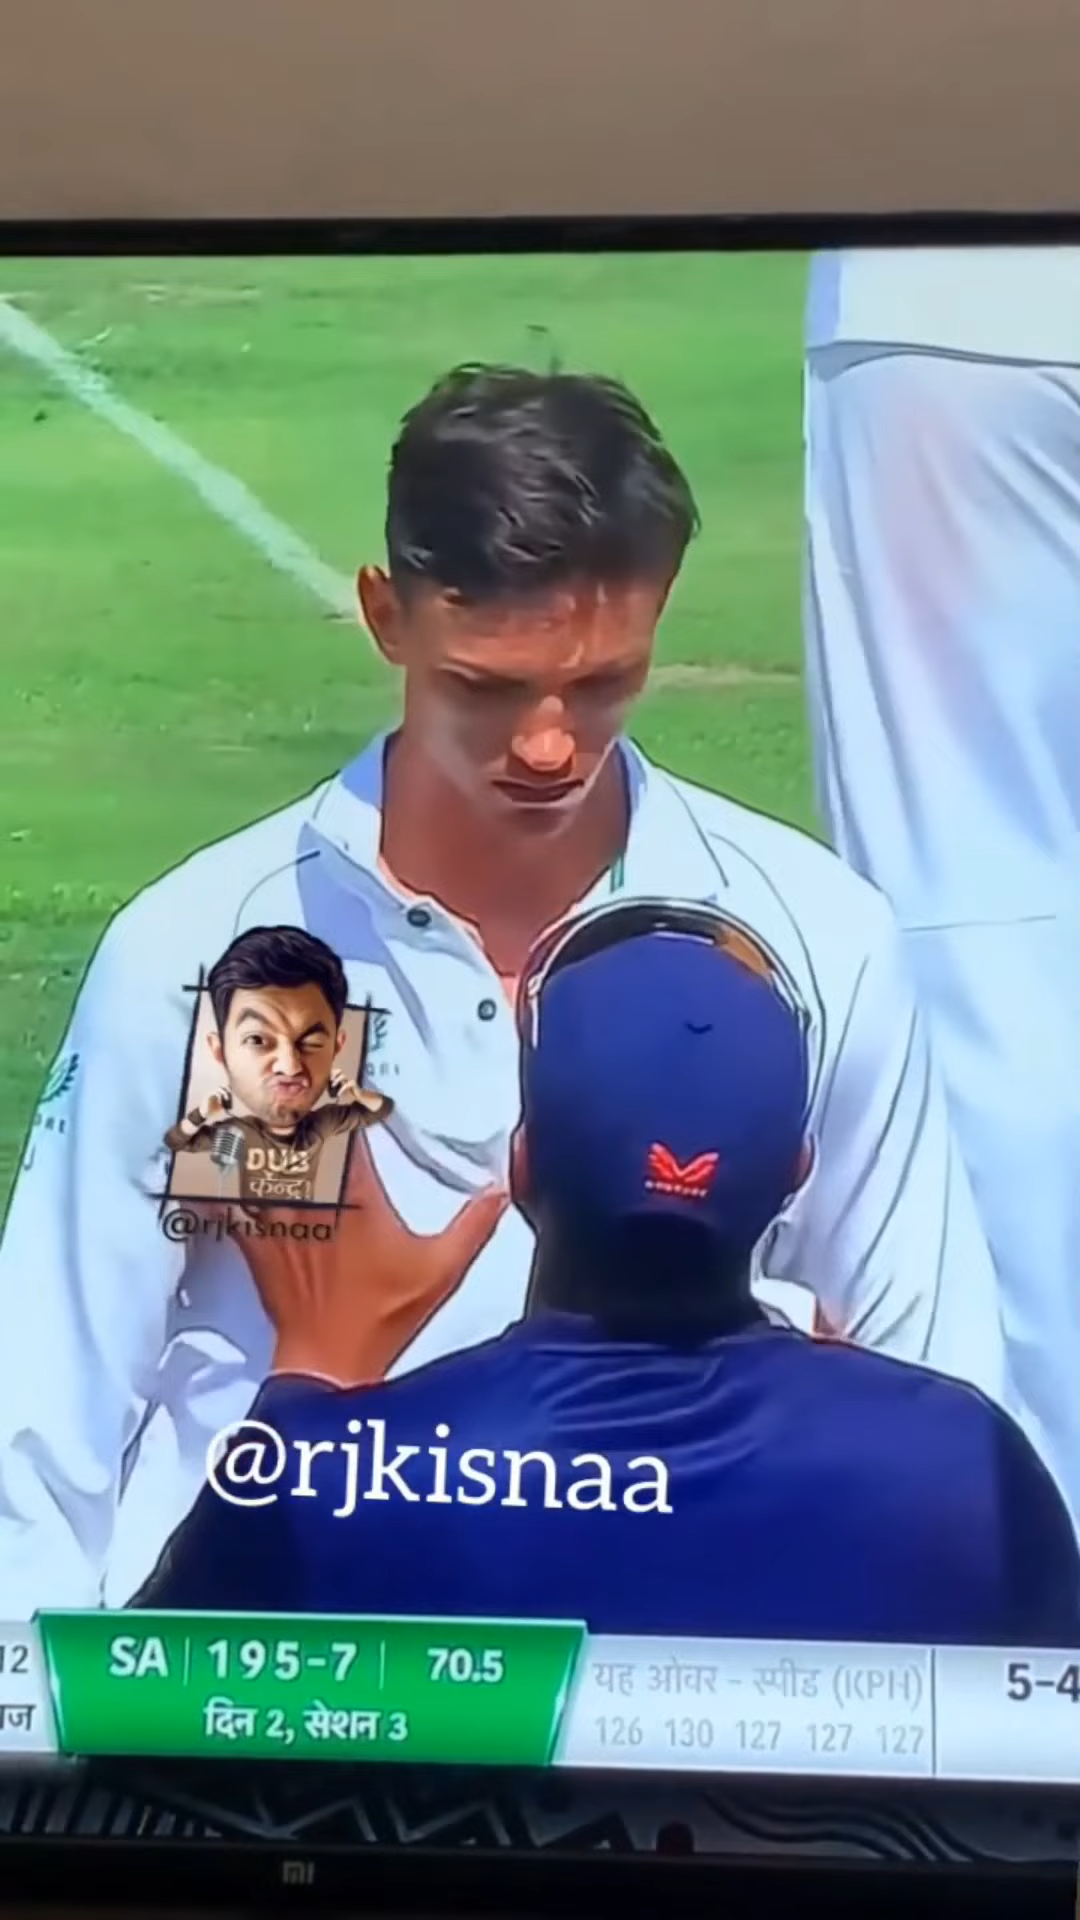 DUB
केन्द्र
@rjkisnaa
@rjkisnaa
SA 195-7 70.5
दिन 2, सेशन 3
यह ओवर - स्पीड (KPH)
126 130 127 127 127
12
5-4
mi